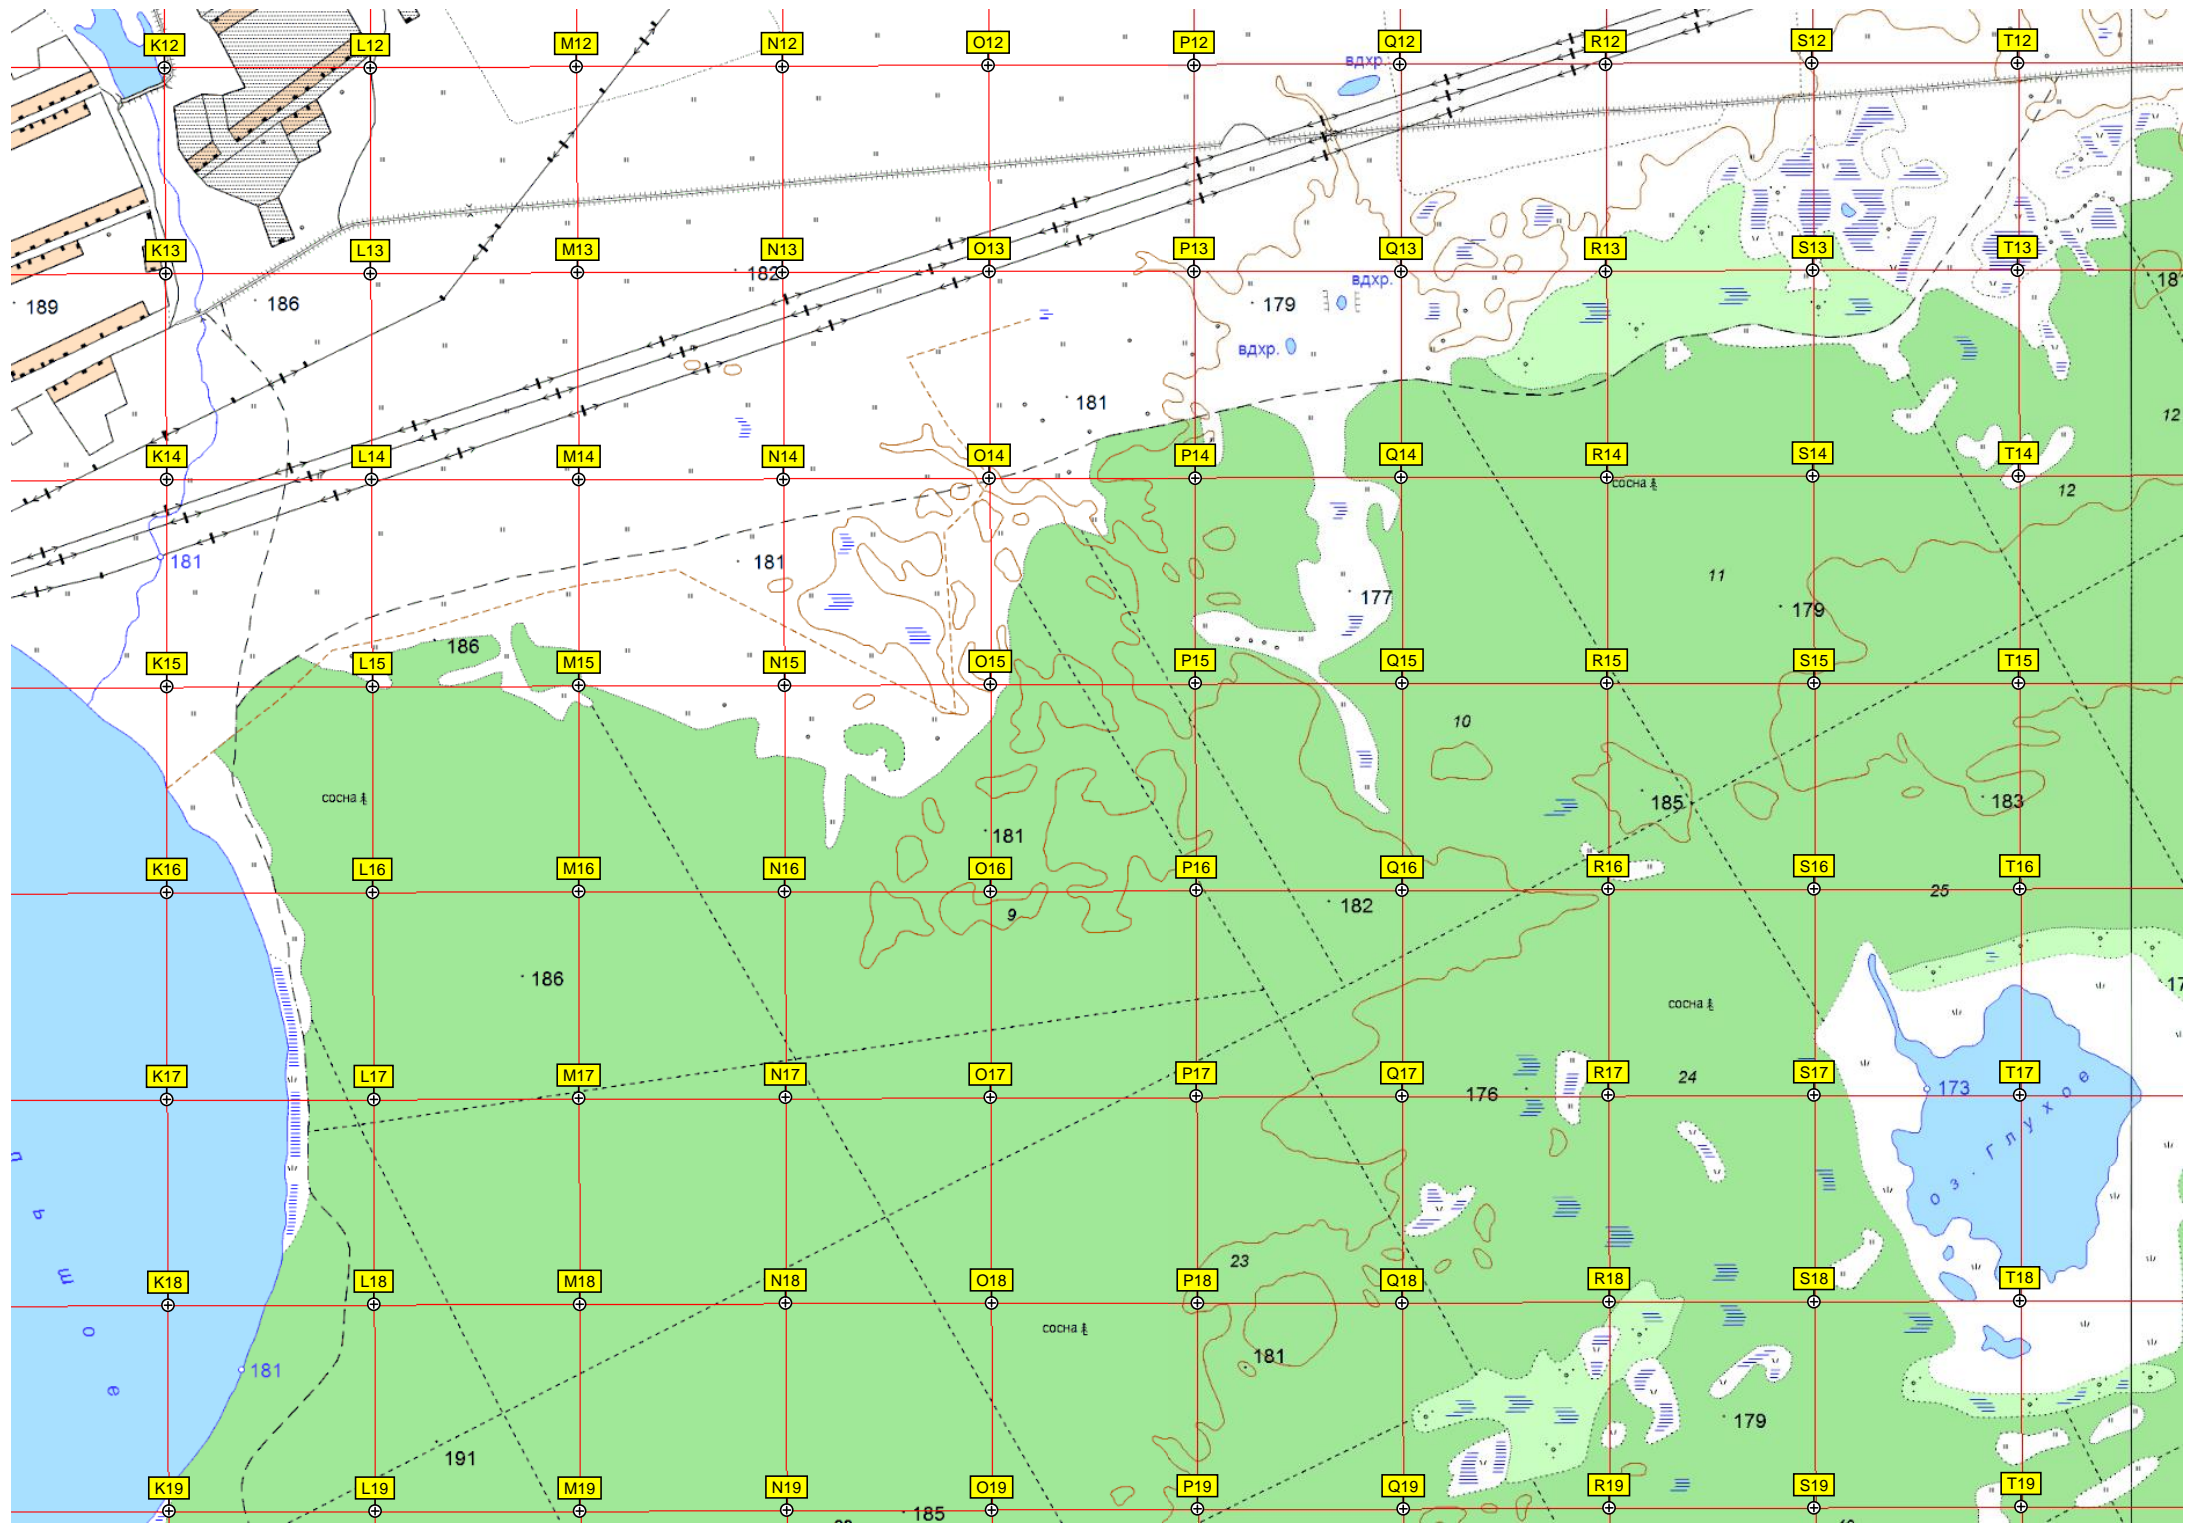 K12 L12 M12 N12 O12 P12 Q12 R12 S12 T12
вдхр.
K13 L13 M13 N13 O13 P13 Q13 R13 S13 T13
182
вдхр.
189 186 179 18
вдхр.
181 12
K14 L14 M14 N14 O14 P14 Q14 R14 S14 T14
сосна 12
181 181 11
177 179
186
K15 L15 M15 N15 O15 P15 Q15 R15 S15 T15
10
сосна 185 183
181
K16 L16 M16 N16 O16 P16 Q16 R16 S16 T16
9 182 25
186 17
сосна
K17 L17 M17 N17 O17 P17 Q17 R17 S17 T17
176 24 173
оз. Глухое
23
K18 L18 M18 N18 O18 P18 Q18 R18 S18 T18
ьшое
сосна
181 181
179
191
K19 L19 M19 N19 O19 P19 Q19 R19 S19 T19
185